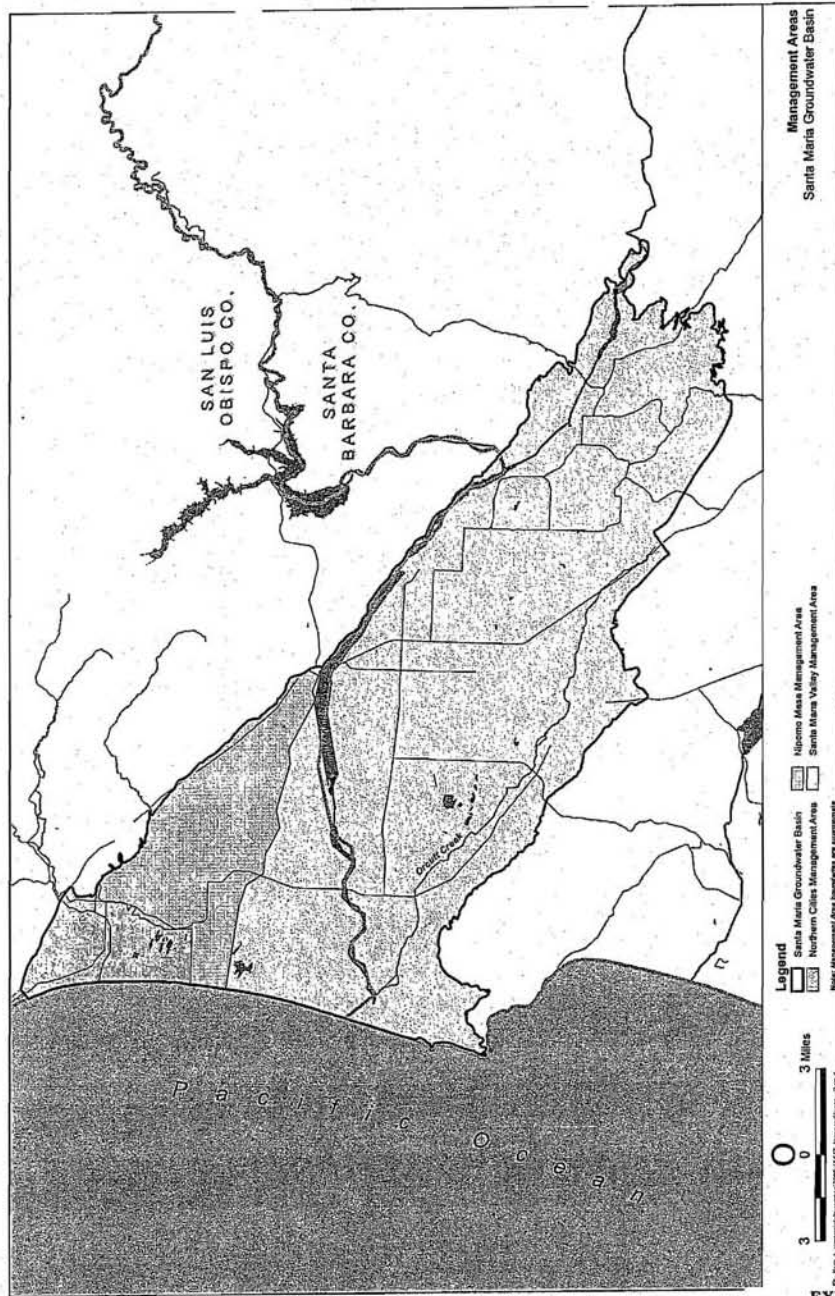 SAN LUIS
OBISPO CO.
SANTA
BARBARA CO.
Orcutt Creek
Pacific Ocean
Management Areas
Santa Maria Groundwater Basin
Legend
Santa Maria Groundwater Basin
Northern Cities Management Area
Nipomo Mesa Management Area
Santa Maria Valley Management Area
3 0 3 Miles
EX